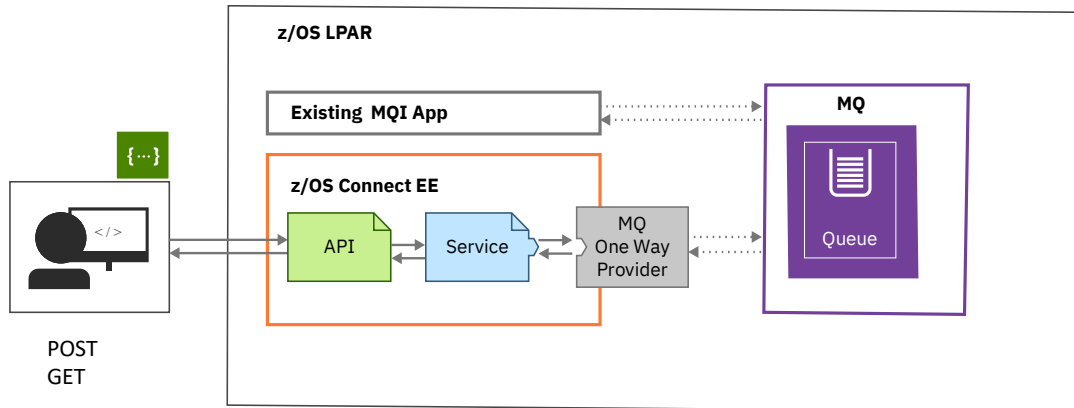 z/OS LPAR
Existing MQI App
MQ
{···}
z/OS Connect EE
</>
API
Service
MQ
One Way
Provider
Queue
POST
GET